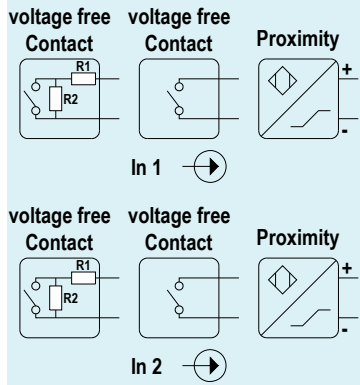 voltage free voltage free
Contact Contact Proximity
R1
R2
+
-
In 1
voltage free voltage free
Contact Contact Proximity
R1
R2
+
-
In 2